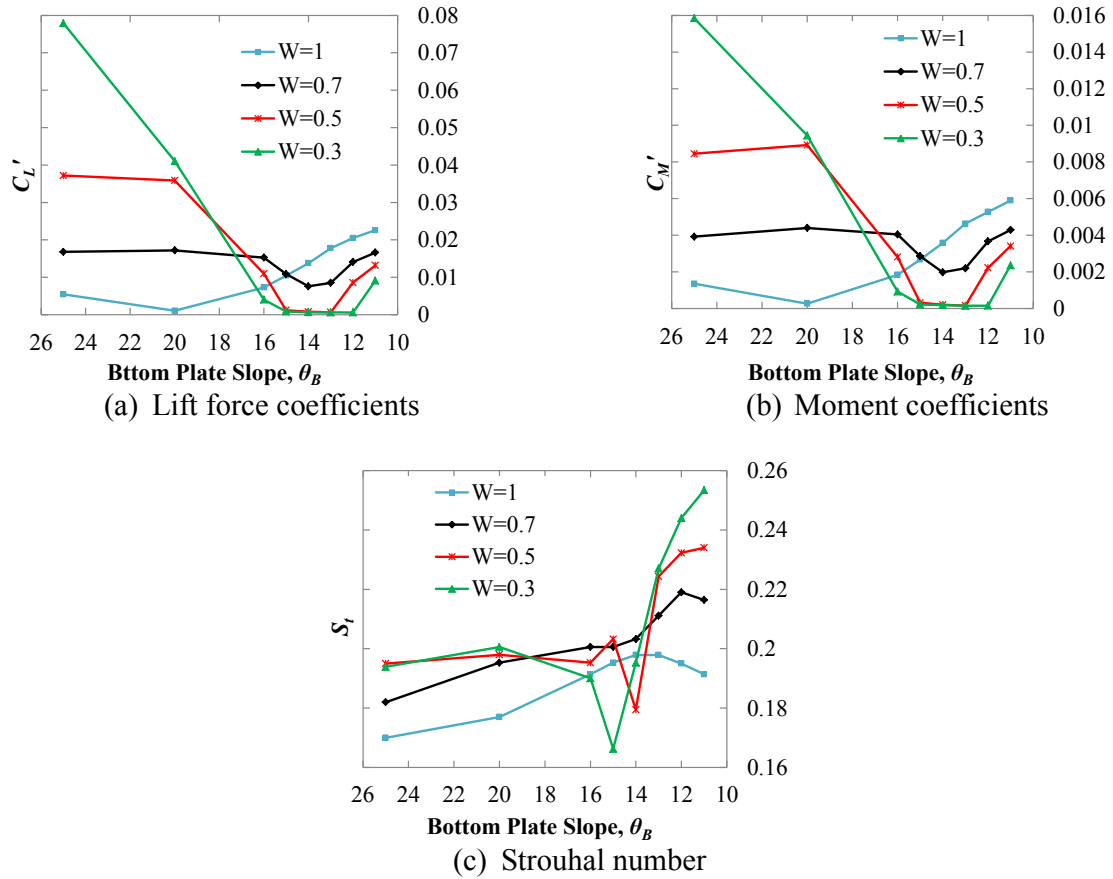 0.08
0.07
0.06
0.05
0.04
0.03
0.02
0.01
0
C_L′
W=1
W=0.7
W=0.5
W=0.3
26 24 22 20 18 16 14 12 10
Bttom Plate Slope, θ_B
(a) Lift force coefficients
0.016
0.014
0.012
0.01
0.008
0.006
0.004
0.002
0
C_M′
W=1
W=0.7
W=0.5
W=0.3
26 24 22 20 18 16 14 12 10
Bottom Plate Slope, θ_B
(b) Moment coefficients
0.26
0.24
0.22
0.2
0.18
0.16
S_t
W=1
W=0.7
W=0.5
W=0.3
26 24 22 20 18 16 14 12 10
Bottom Plate Slope, θ_B
(c) Strouhal number